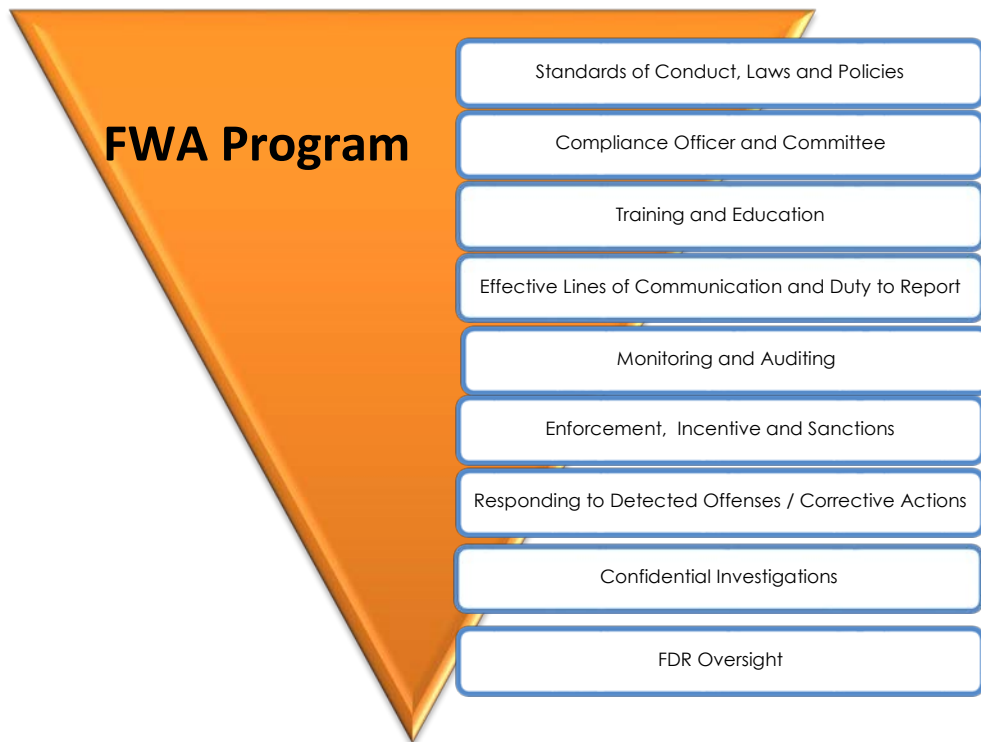 FWA Program
Standards of Conduct, Laws and Policies
Compliance Officer and Committee
Training and Education
Effective Lines of Communication and Duty to Report
Monitoring and Auditing
Enforcement, Incentive and Sanctions
Responding to Detected Offenses / Corrective Actions
Confidential Investigations
FDR Oversight